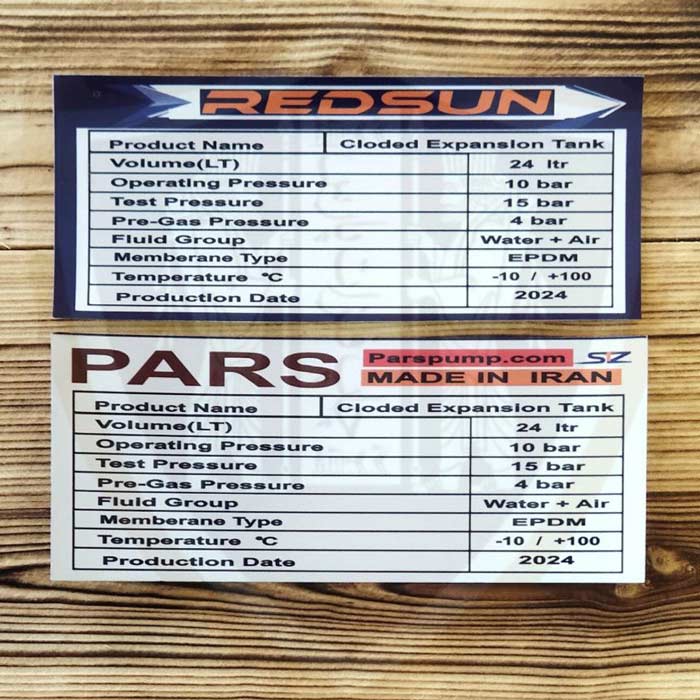 REDSUN
Product Name Cloded Expansion Tank
Volume(LT) 24 ltr
Operating Pressure 10 bar
Test Pressure 15 bar
Pre-Gas Pressure 4 bar
Fluid Group Water + Air
Memberane Type EPDM
Temperature °C -10 / +100
Production Date 2024
PARS Parspump.com SZ
MADE IN IRAN
Product Name Cloded Expansion Tank
Volume(LT) 24 ltr
Operating Pressure 10 bar
Test Pressure 15 bar
Pre-Gas Pressure 4 bar
Fluid Group Water + Air
Memberane Type EPDM
Temperature °C -10 / +100
Production Date 2024